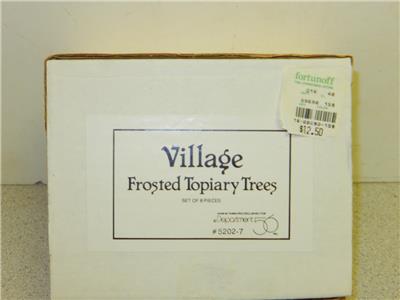 fortunoff
$12.50
Village
Frosted Topiary Trees
SET OF 8 PIECES
Department 56
#5202-7